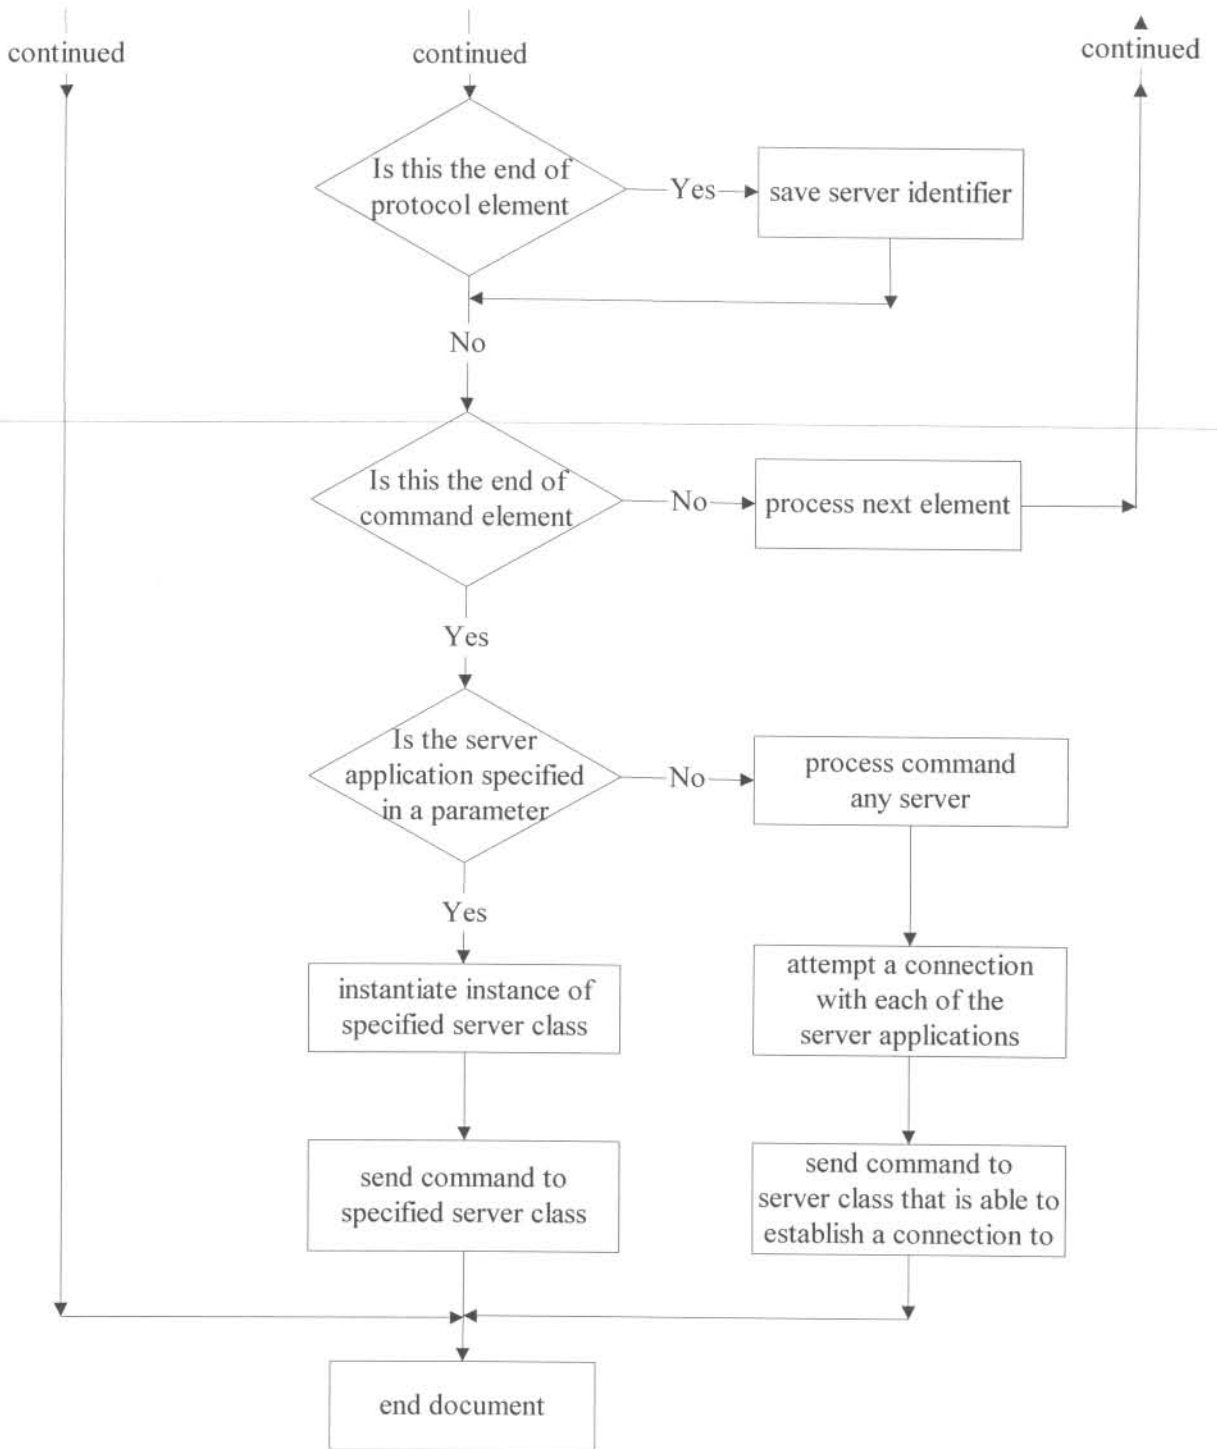 continued
continued
continued
Is this the end of
protocol element
Yes
save server identifier
No
Is this the end of
command element
No
process next element
Yes
Is the server
application specified
in a parameter
No
process command
any server
Yes
instantiate instance of
specified server class
attempt a connection
with each of the
server applications
send command to
specified server class
send command to
server class that is able to
establish a connection to
end document